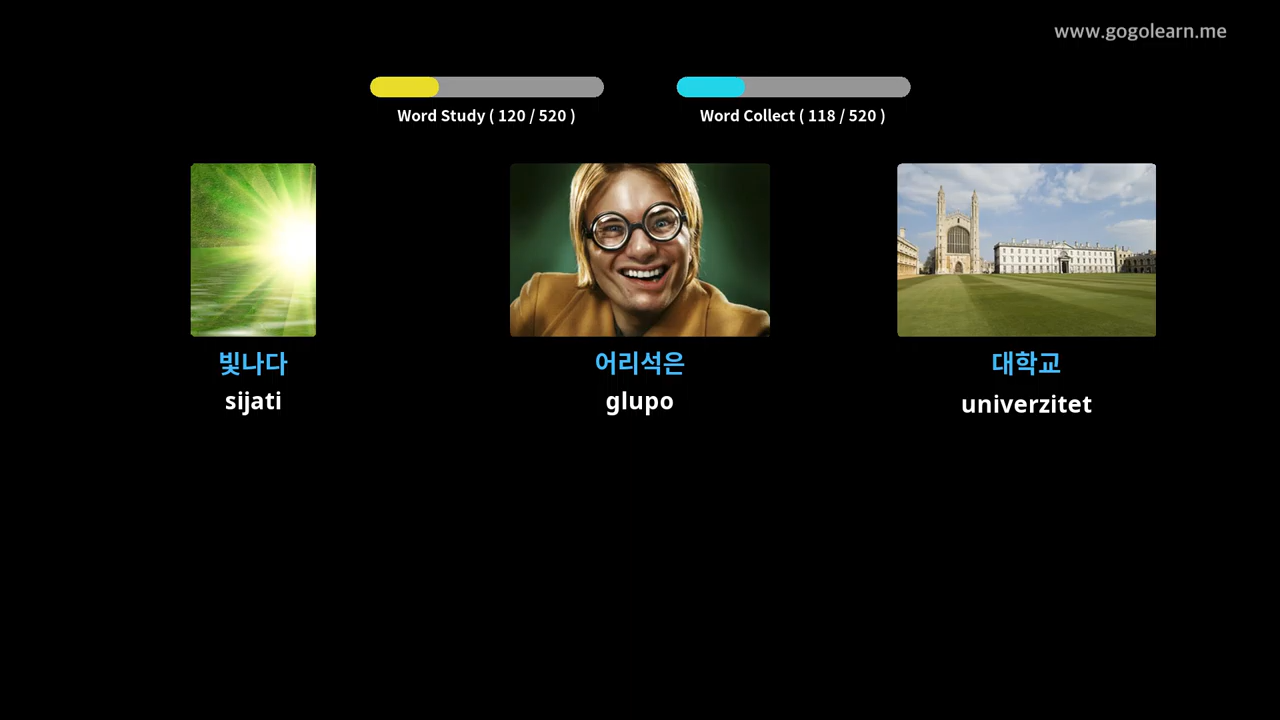 www.gogolearn.me
Word Study ( 120 / 520 )
Word Collect ( 118 / 520 )
빛나다
sijati
어리석은
glupo
대학교
univerzitet